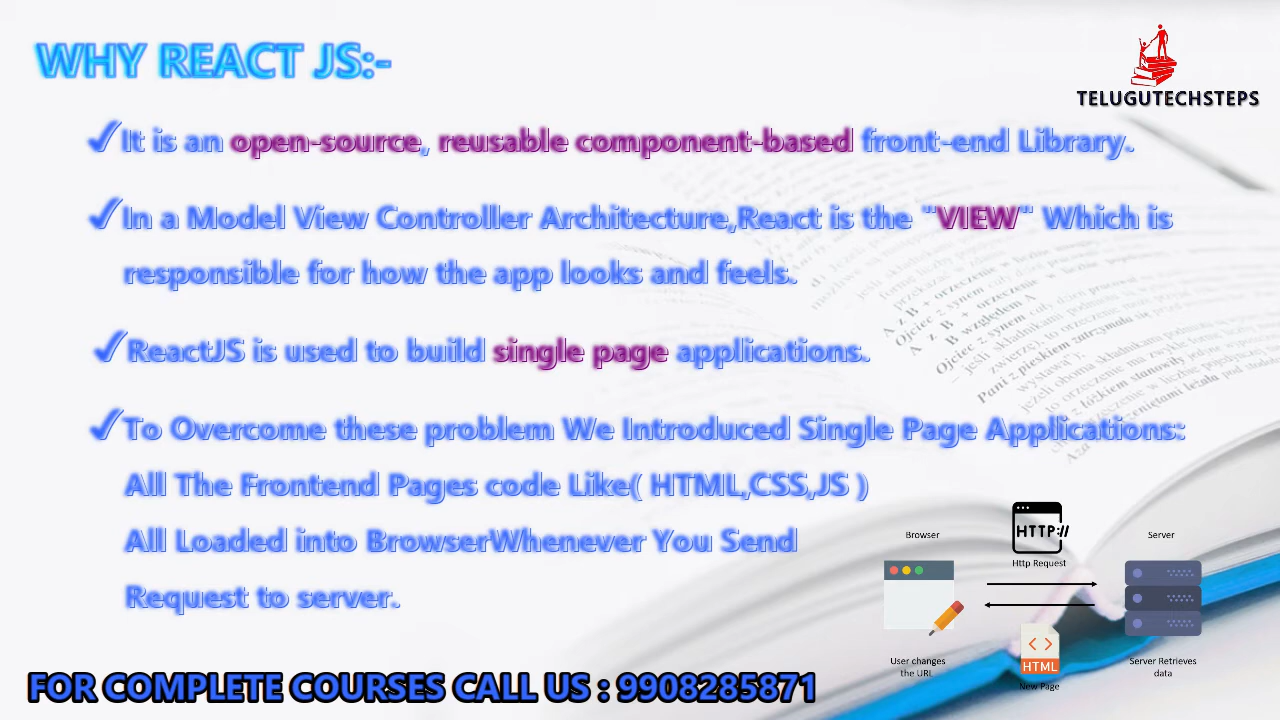 WHY REACT JS:-
TELUGUTECHSTEPS
✓It is an open-source, reusable component-based front-end Library.
✓In a Model View Controller Architecture,React is the "VIEW" Which is
responsible for how the app looks and feels.
✓ReactJS is used to build single page applications.
✓To Overcome these problem We Introduced Single Page Applications:
All The Frontend Pages code Like( HTML,CSS,JS )
All Loaded into BrowserWhenever You Send
Request to server.
Browser
HTTP://
Server
Http Request
HTML
User changes
the URL
New Page
Server Retrieves
data
FOR COMPLETE COURSES CALL US : 9908285871